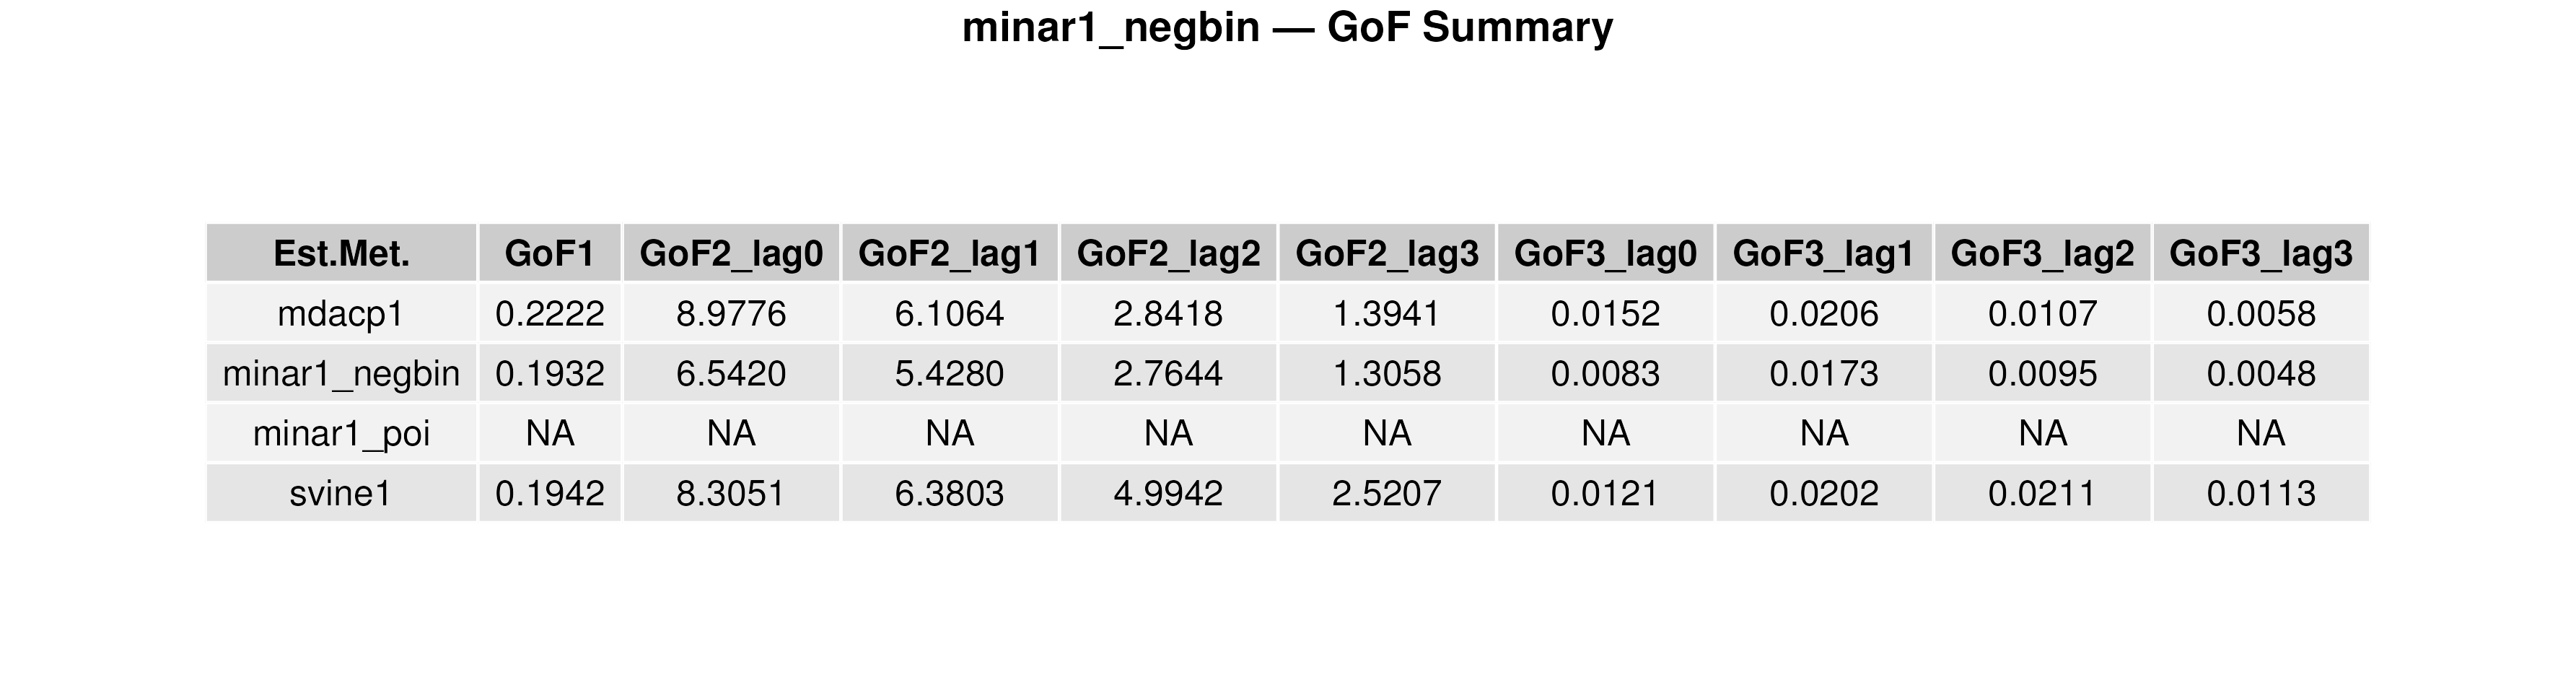 minar1_negbin — GoF Summary
Est.Met. GoF1 GoF2_lag0 GoF2_lag1 GoF2_lag2 GoF2_lag3 GoF3_lag0 GoF3_lag1 GoF3_lag2 GoF3_lag3
mdacp1 0.2222 8.9776 6.1064 2.8418 1.3941 0.0152 0.0206 0.0107 0.0058
minar1_negbin 0.1932 6.5420 5.4280 2.7644 1.3058 0.0083 0.0173 0.0095 0.0048
minar1_poi NA NA NA NA NA NA NA NA NA
svine1 0.1942 8.3051 6.3803 4.9942 2.5207 0.0121 0.0202 0.0211 0.0113